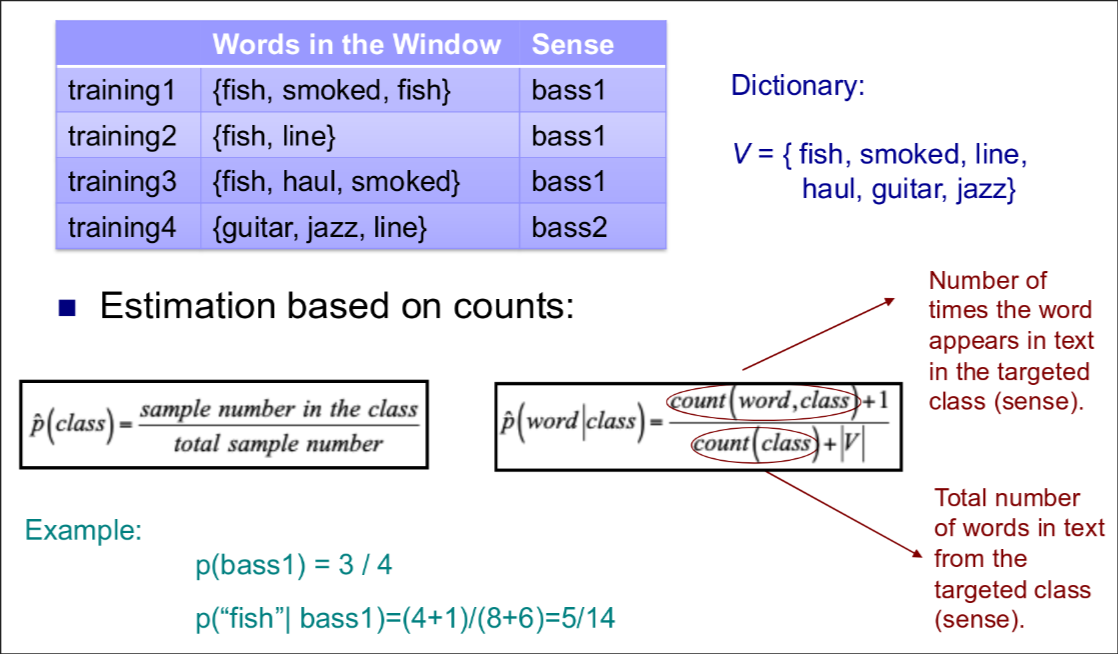 Words in the Window Sense
training1 {fish, smoked, fish} bass1
training2 {fish, line} bass1
training3 {fish, haul, smoked} bass1
training4 {guitar, jazz, line} bass2
Dictionary:
V = { fish, smoked, line,
haul, guitar, jazz}
■ Estimation based on counts:
p̂(class) = sample number in the class / total sample number
p̂(word|class) = count(word,class)+1 / count(class)+|V|
Number of
times the word
appears in text
in the targeted
class (sense).
Total number
of words in text
from the
targeted class
(sense).
Example:
p(bass1) = 3 / 4
p(“fish”| bass1)=(4+1)/(8+6)=5/14